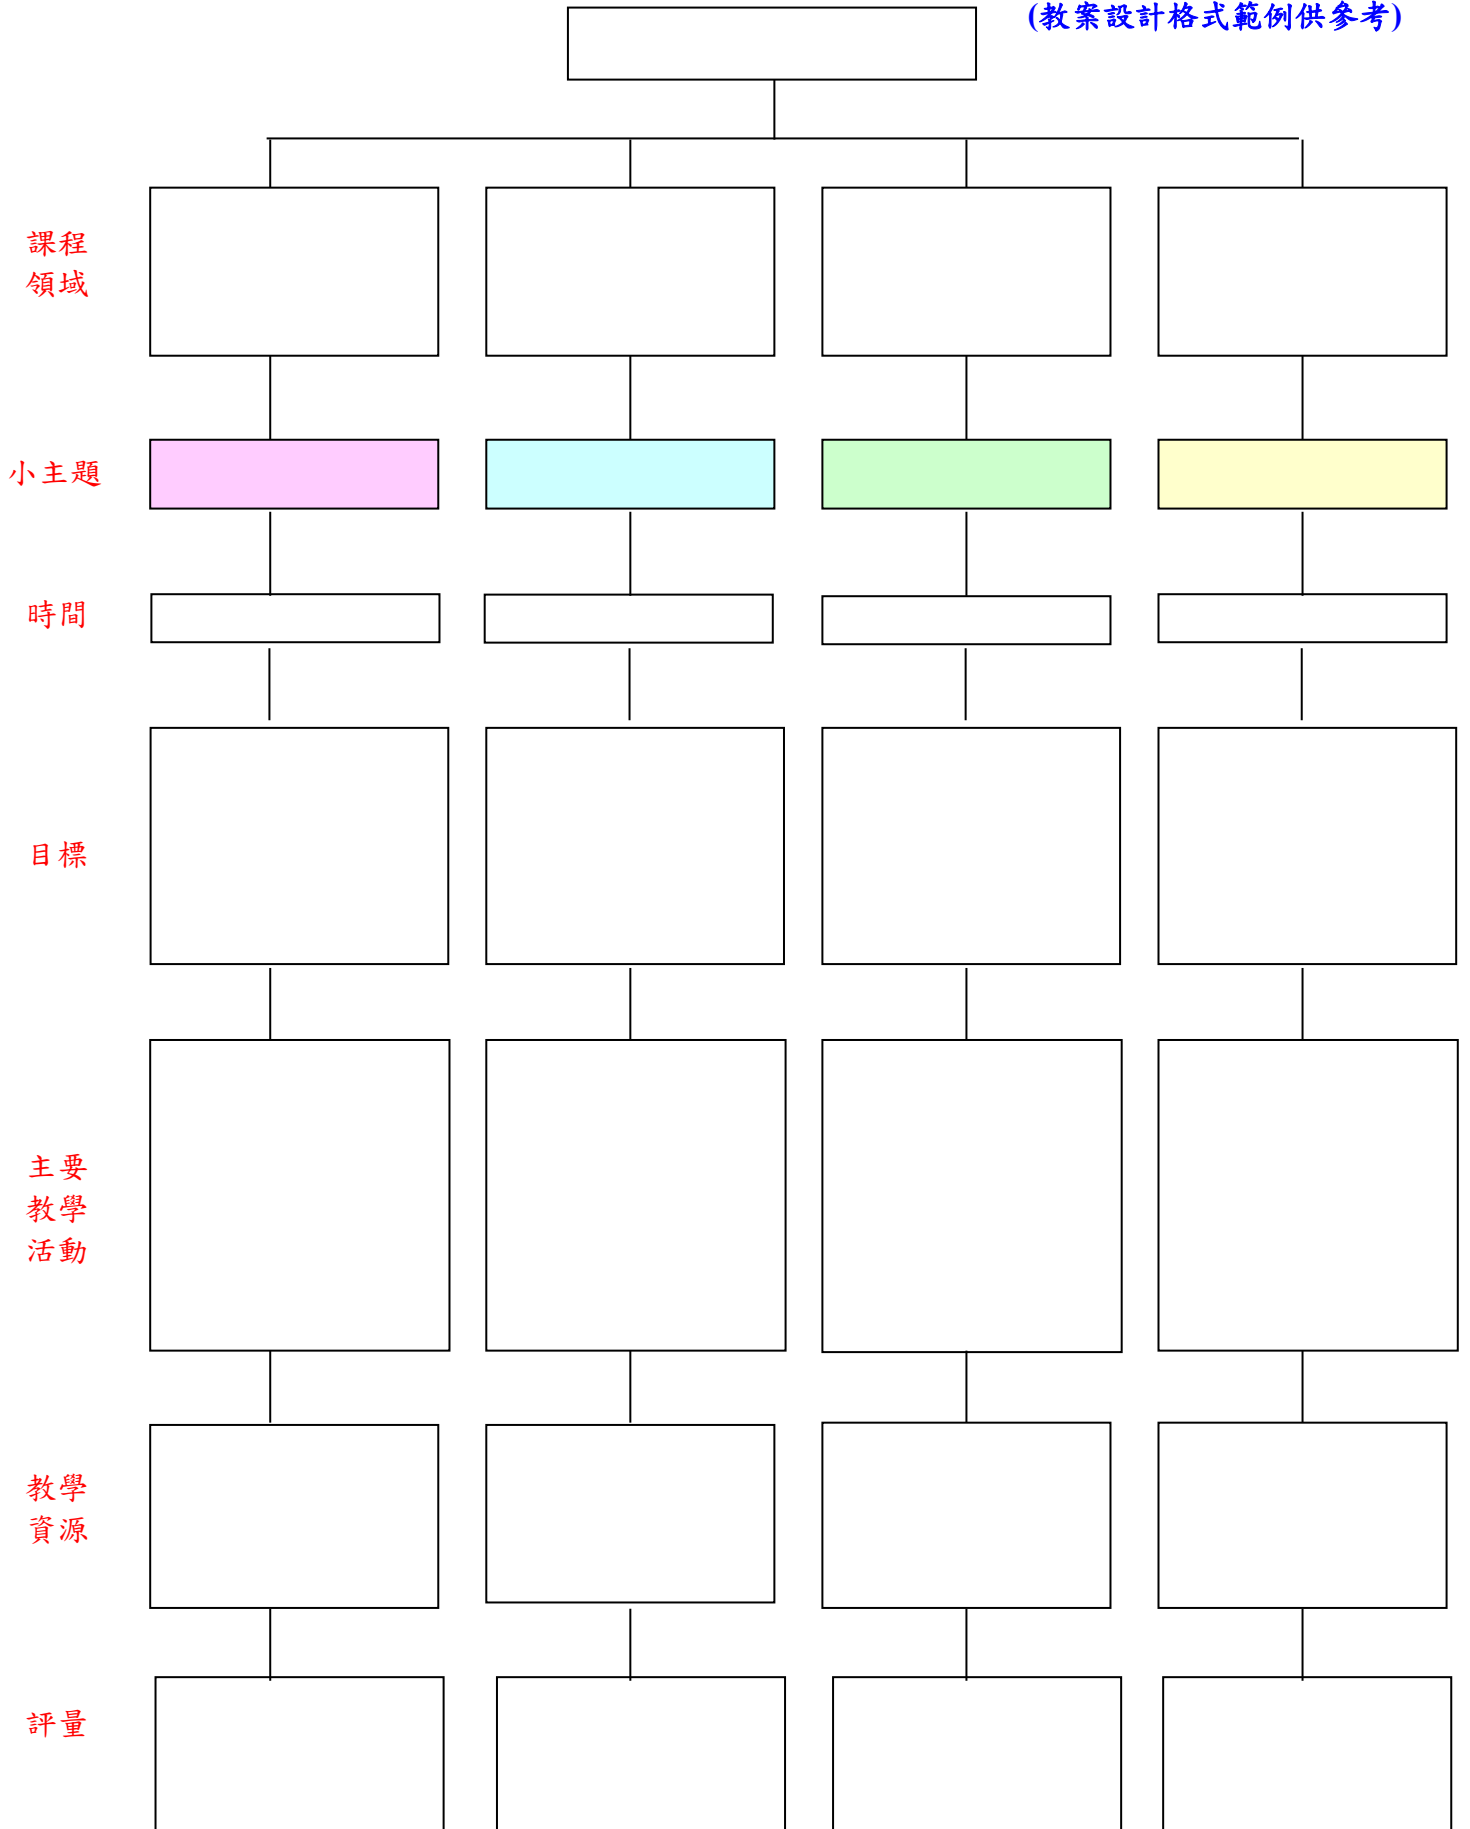 (教案設計格式範例供參考)
課程
領域
小主題
時間
目標
主要
教學
活動
教學
資源
評量